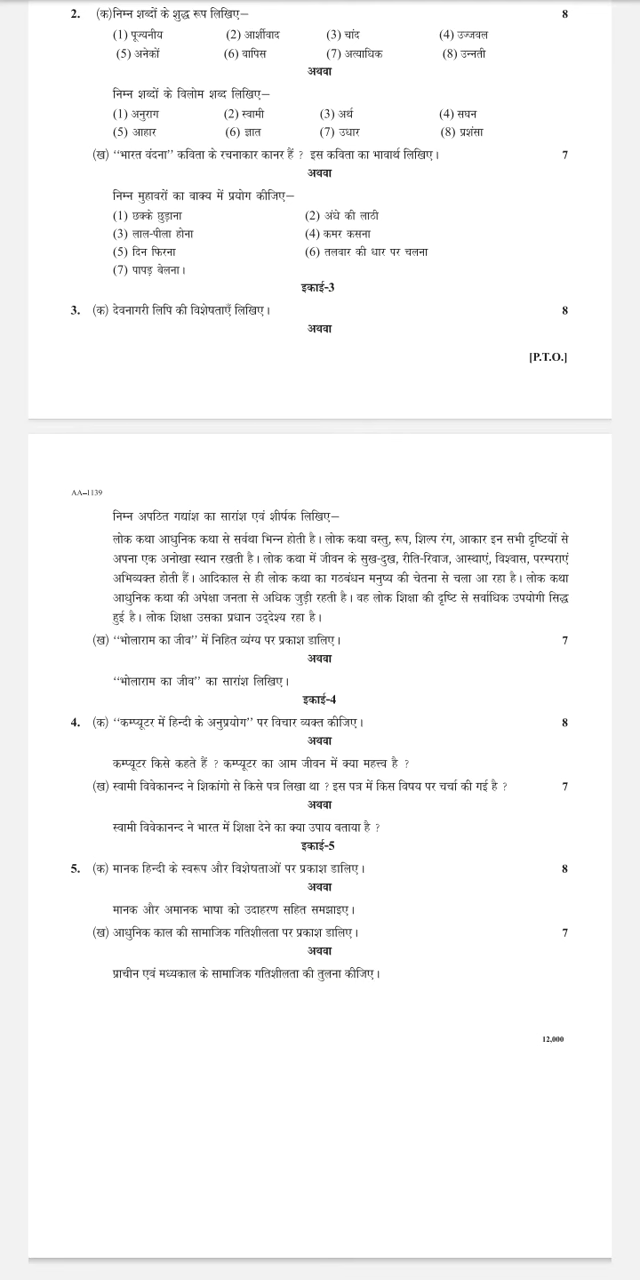 2. (क)निम्न शब्दों के शुद्ध रूप लिखिए– 8
(1) पूज्यनीय (2) आर्शीवाद (3) चांद (4) उज्जवल
(5) अनेकों (6) वापिस (7) अत्याधिक (8) उन्नती
अथवा
निम्न शब्दों के विलोम शब्द लिखिए–
(1) अनुराग (2) स्वामी (3) अर्थ (4) सघन
(5) आहार (6) ज्ञात (7) उधार (8) प्रशंसा
(ख) ‘‘भारत वंदना’’ कविता के रचनाकार कानर हैं ? इस कविता का भावार्थ लिखिए। 7
अथवा
निम्न मुहावरों का वाक्य में प्रयोग कीजिए–
(1) छक्के छुड़ाना (2) अंधे की लाठी
(3) लाल-पीला होना (4) कमर कसना
(5) दिन फिरना (6) तलवार की धार पर चलना
(7) पापड़ बेलना।
इकाई-3
3. (क) देवनागरी लिपि की विशेषताएँ लिखिए। 8
अथवा
[P.T.O.]
AA–1139
निम्न अपठित गद्यांश का सारांश एवं शीर्षक लिखिए–
लोक कथा आधुनिक कथा से सर्वथा भिन्न होती है। लोक कथा वस्तु, रूप, शिल्प रंग, आकार इन सभी दृष्टियों से
अपना एक अनोखा स्थान रखती है। लोक कथा में जीवन के सुख-दुख, रीति-रिवाज, आस्थाएं, विश्वास, परम्पराएं
अभिव्यक्त होती हैं। आदिकाल से ही लोक कथा का गठबंधन मनुष्य की चेतना से चला आ रहा है। लोक कथा
आधुनिक कथा की अपेक्षा जनता से अधिक जुड़ी रहती है। वह लोक शिक्षा की दृष्टि से सर्वाधिक उपयोगी सिद्ध
हुई है। लोक शिक्षा उसका प्रधान उद्देश्य रहा है।
(ख) ‘‘भोलाराम का जीव’’ में निहित व्यंग्य पर प्रकाश डालिए। 7
अथवा
‘‘भोलाराम का जीव’’ का सारांश लिखिए।
इकाई-4
4. (क) ‘‘कम्प्यूटर में हिन्दी के अनुप्रयोग’’ पर विचार व्यक्त कीजिए। 8
अथवा
कम्प्यूटर किसे कहते हैं ? कम्प्यूटर का आम जीवन में क्या महत्त्व है ?
(ख) स्वामी विवेकानन्द ने शिकांगो से किसे पत्र लिखा था ? इस पत्र में किस विषय पर चर्चा की गई है ? 7
अथवा
स्वामी विवेकानन्द ने भारत में शिक्षा देने का क्या उपाय बताया है ?
इकाई-5
5. (क) मानक हिन्दी के स्वरूप और विशेषताओं पर प्रकाश डालिए। 8
अथवा
मानक और अमानक भाषा को उदाहरण सहित समझाइए।
(ख) आधुनिक काल की सामाजिक गतिशीलता पर प्रकाश डालिए। 7
अथवा
प्राचीन एवं मध्यकाल के सामाजिक गतिशीलता की तुलना कीजिए।
12,000